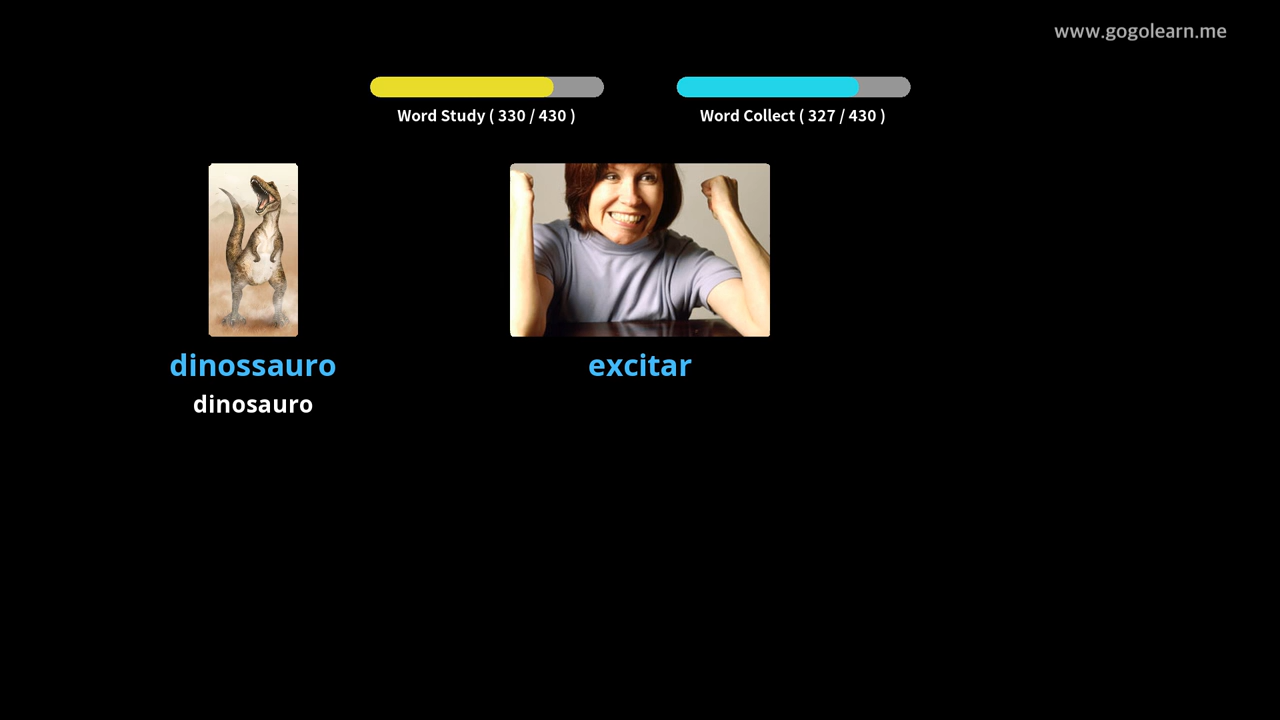 www.gogolearn.me
Word Study ( 330 / 430 )
Word Collect ( 327 / 430 )
dinossauro
dinosauro
excitar